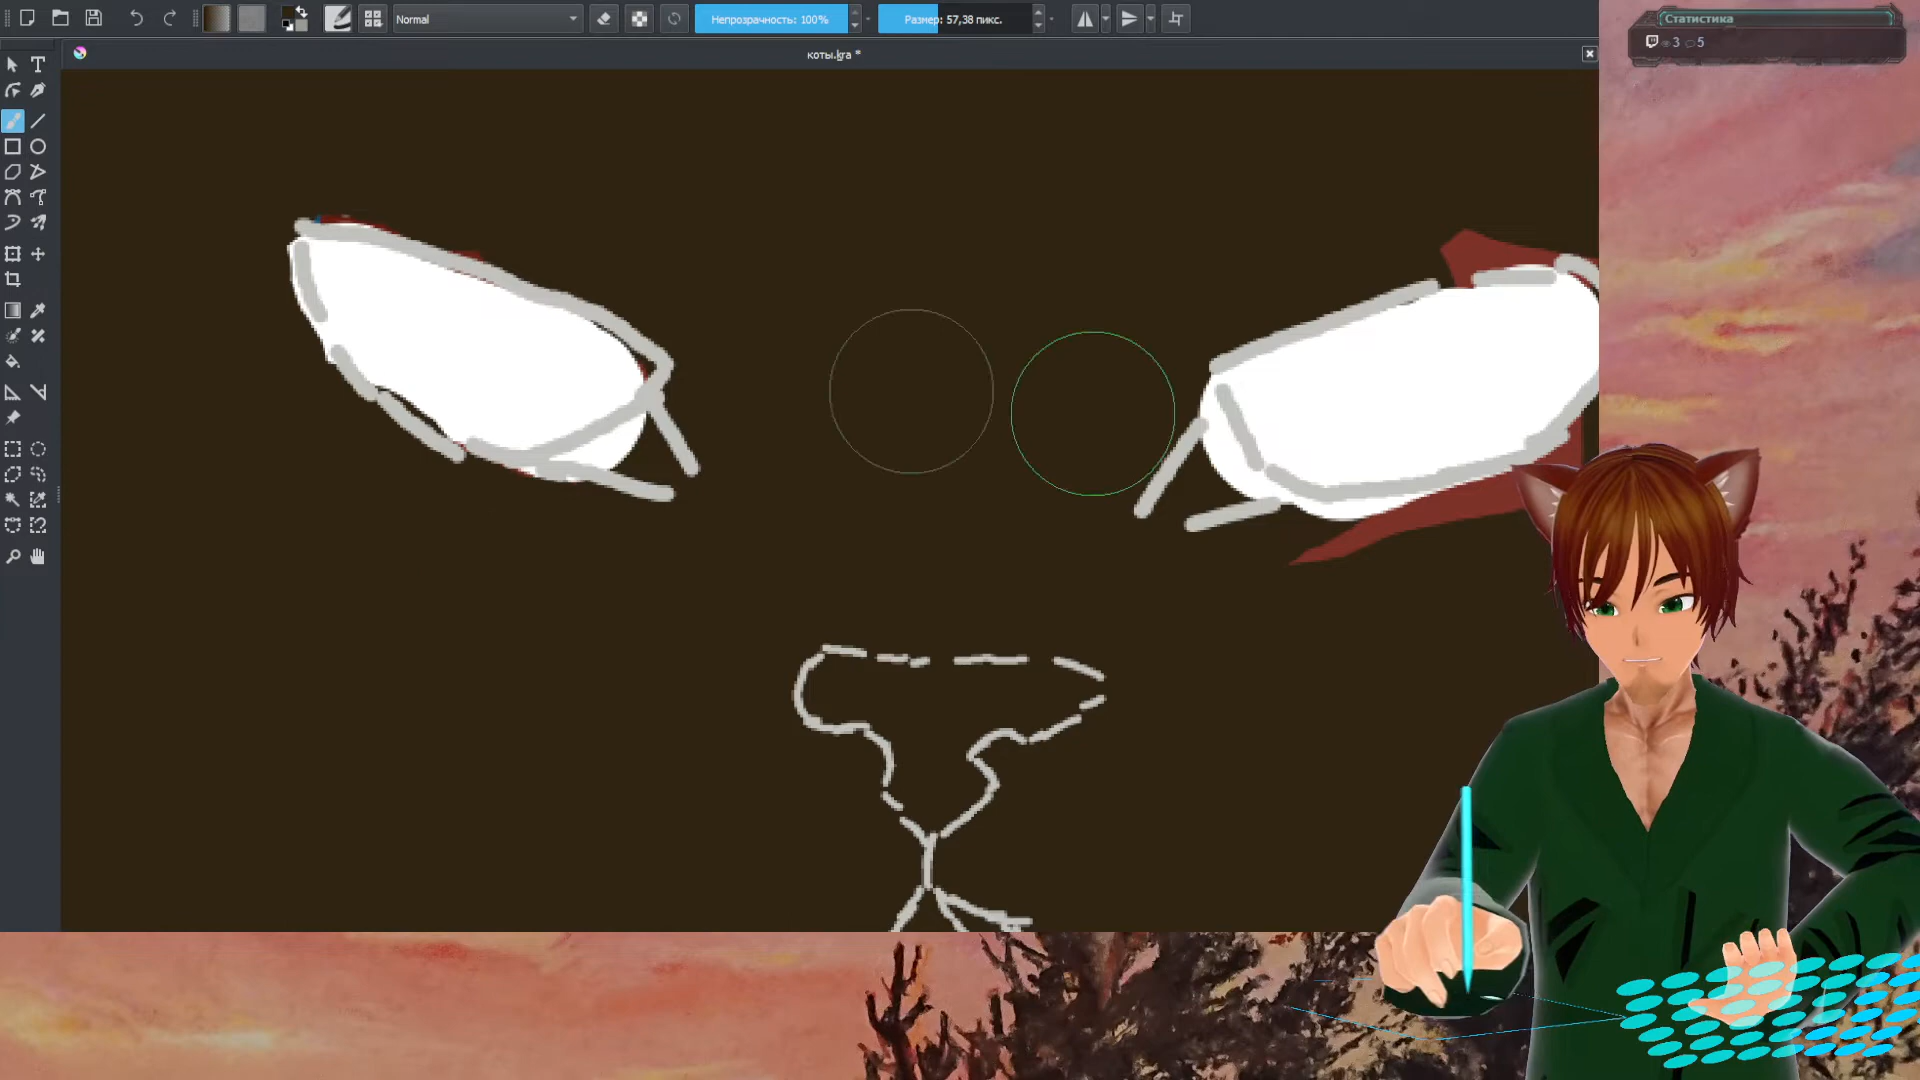 Normal
Непрозрачность: 100%
Размер: 57,38 пикс.
Статистика
3 5
коты.kra *